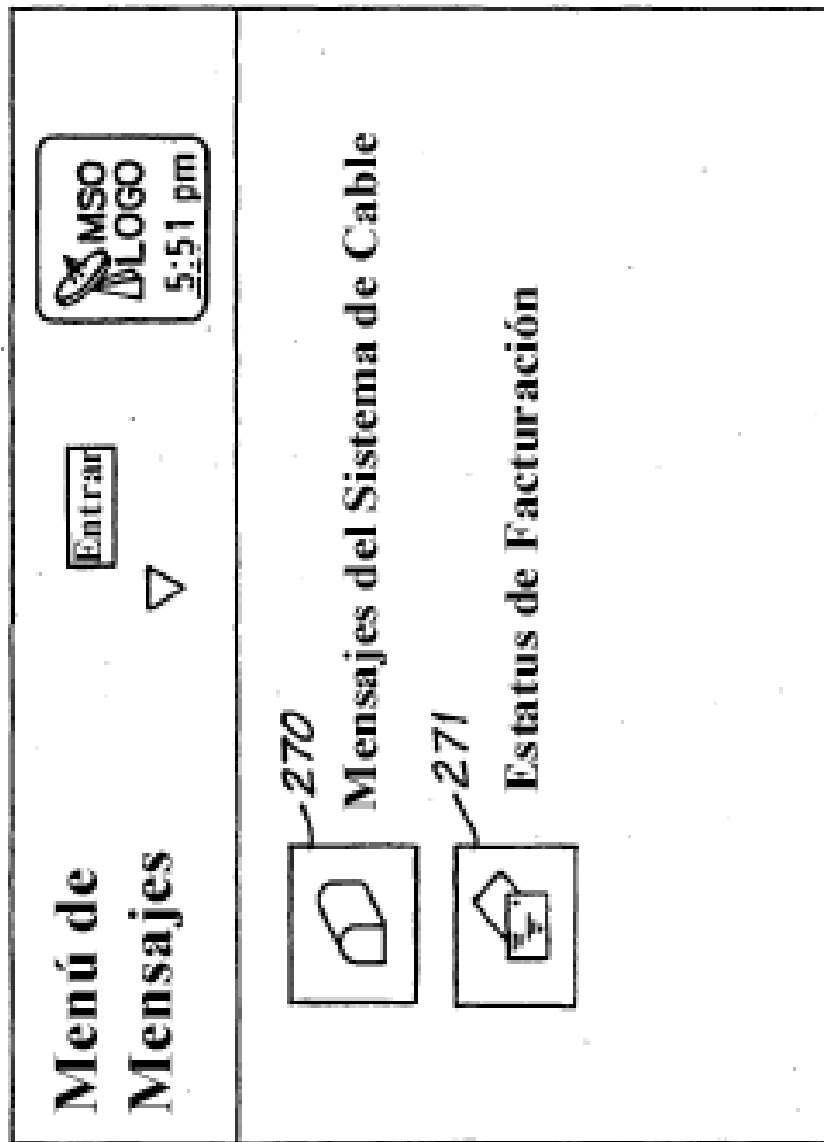 Menú de
Mensajes
Entrar
MSO
LOGO
5:51 pm
270
Mensajes del Sistema de Cable
271
Estatus de Facturación